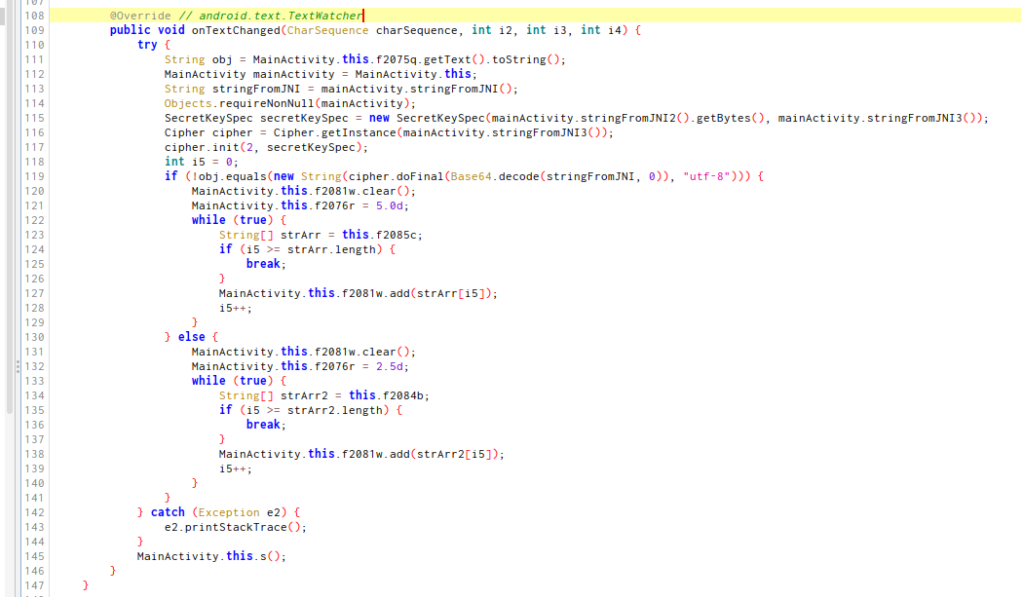 107
108 @Override // android.text.TextWatcher
109 public void onTextChanged(CharSequence charSequence, int i2, int i3, int i4) {
110 try {
111 String obj = MainActivity.this.f2075q.getText().toString();
112 MainActivity mainActivity = MainActivity.this;
113 String stringFromJNI = mainActivity.stringFromJNI();
114 Objects.requireNonNull(mainActivity);
115 SecretKeySpec secretKeySpec = new SecretKeySpec(mainActivity.stringFromJNI2().getBytes(), mainActivity.stringFromJNI3());
116 Cipher cipher = Cipher.getInstance(mainActivity.stringFromJNI3());
117 cipher.init(2, secretKeySpec);
118 int i5 = 0;
119 if (!obj.equals(new String(cipher.doFinal(Base64.decode(stringFromJNI, 0)), "utf-8"))) {
120 MainActivity.this.f2081w.clear();
121 MainActivity.this.f2076r = 5.0d;
122 while (true) {
123 String[] strArr = this.f2085c;
124 if (i5 >= strArr.length) {
125 break;
126 }
127 MainActivity.this.f2081w.add(strArr[i5]);
128 i5++;
129 }
130 } else {
131 MainActivity.this.f2081w.clear();
132 MainActivity.this.f2076r = 2.5d;
133 while (true) {
134 String[] strArr2 = this.f2084b;
135 if (i5 >= strArr2.length) {
136 break;
137 }
138 MainActivity.this.f2081w.add(strArr2[i5]);
139 i5++;
140 }
141 }
142 } catch (Exception e2) {
143 e2.printStackTrace();
144 }
145 MainActivity.this.s();
146 }
147 }